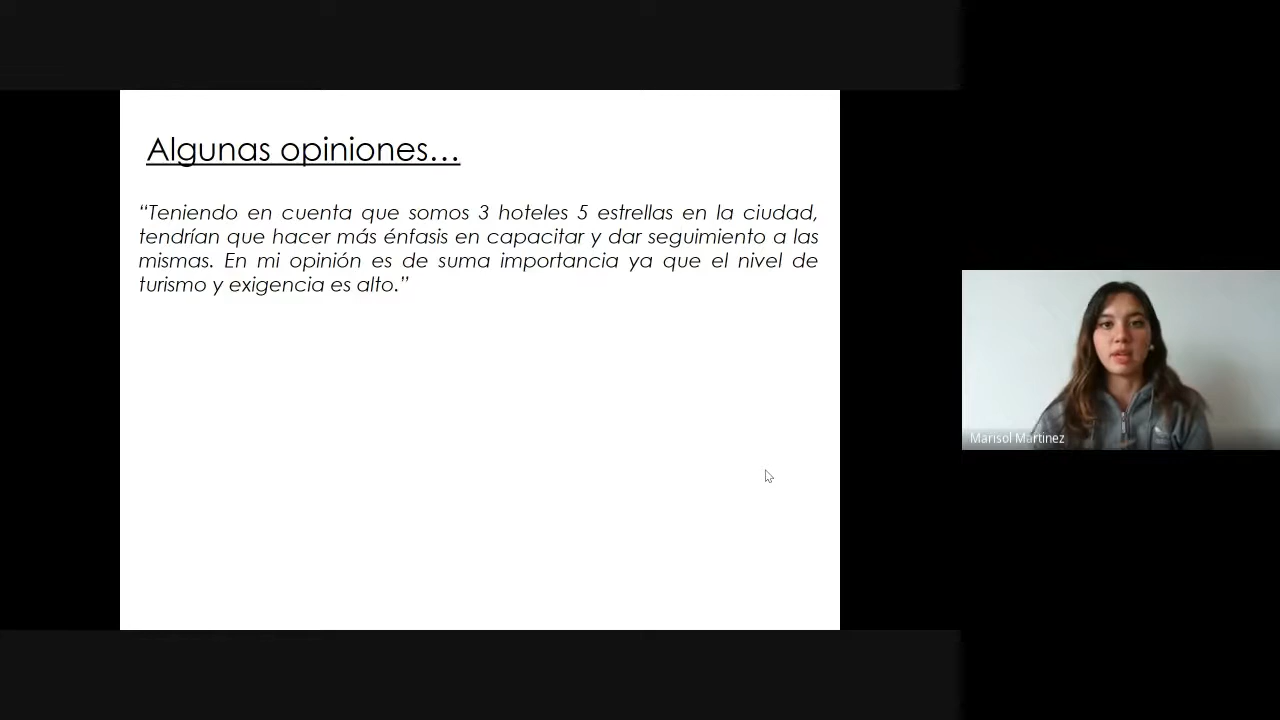 Algunas opiniones…
“Teniendo en cuenta que somos 3 hoteles 5 estrellas en la ciudad,
tendrían que hacer más énfasis en capacitar y dar seguimiento a las
mismas. En mi opinión es de suma importancia ya que el nivel de
turismo y exigencia es alto.”
Marisol Martinez